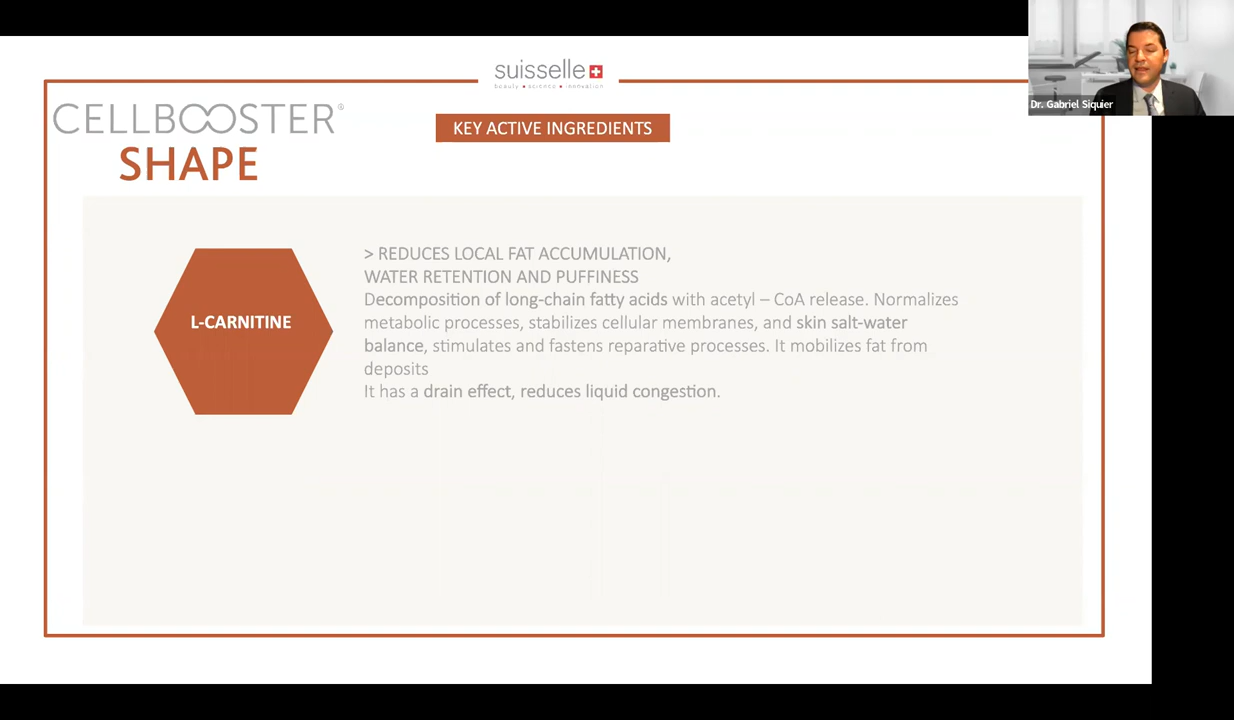 suisselle
beauty • science • innovation
CELLBOOSTER®
SHAPE
KEY ACTIVE INGREDIENTS
Dr. Gabriel Siquier
L-CARNITINE
> REDUCES LOCAL FAT ACCUMULATION,
WATER RETENTION AND PUFFINESS
Decomposition of long-chain fatty acids with acetyl – CoA release. Normalizes
metabolic processes, stabilizes cellular membranes, and skin salt-water
balance, stimulates and fastens reparative processes. It mobilizes fat from
deposits
It has a drain effect, reduces liquid congestion.